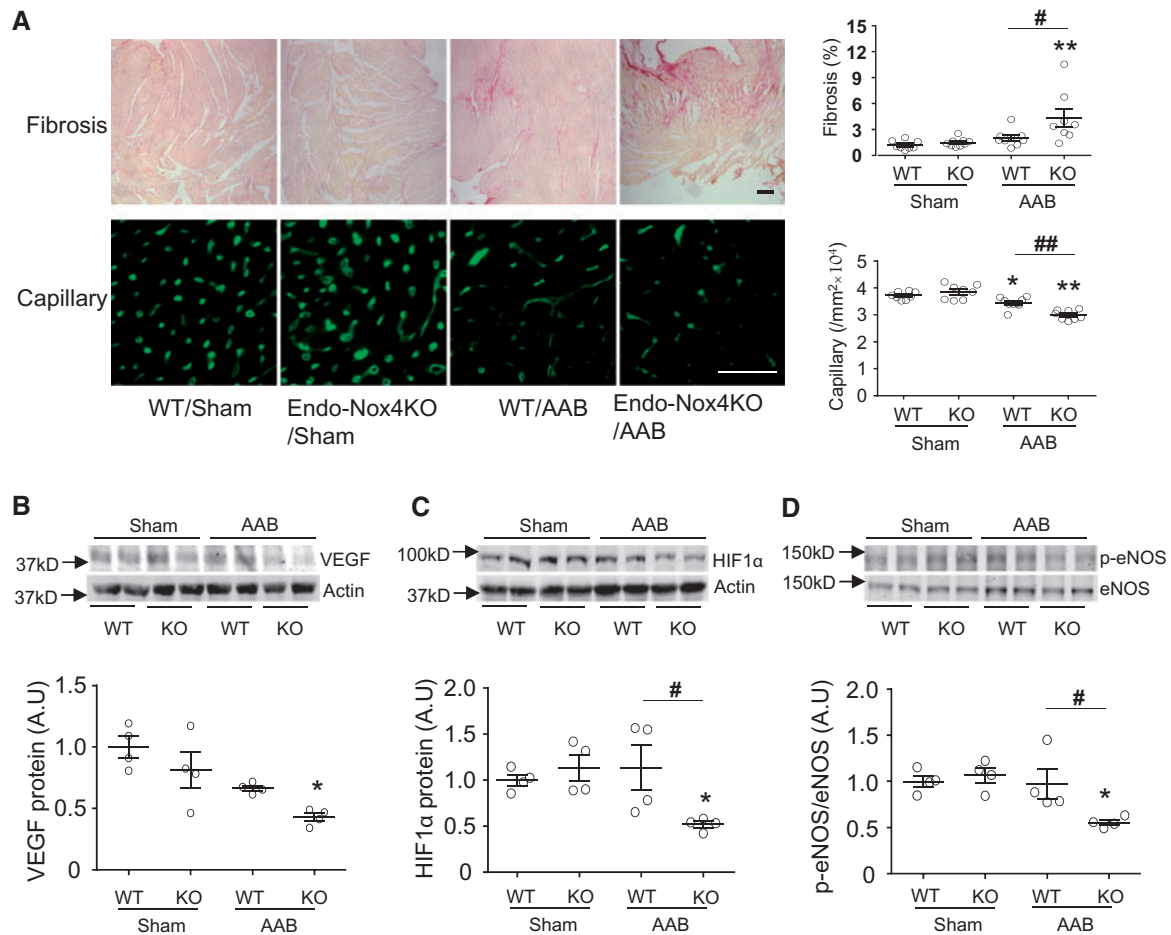 A
Fibrosis
Capillary
WT/Sham
Endo-Nox4KO
/Sham
WT/AAB
Endo-Nox4KO
/AAB
Fibrosis (%)
15
12
9
6
3
0
#
**
WT KO WT KO
Sham AAB
Capillary (/mm²×10⁴)
5
4
3
2
1
0
##
* **
WT KO WT KO
Sham AAB
B
Sham AAB
37kD VEGF
37kD Actin
WT KO WT KO
VEGF protein (A.U)
1.5
1.0
0.5
0
*
WT KO WT KO
Sham AAB
C
Sham AAB
100kD HIF1α
37kD Actin
WT KO WT KO
HIF1α protein (A.U)
2.0
1.5
1.0
0.5
0
#
*
WT KO WT KO
Sham AAB
D
Sham AAB
150kD p-eNOS
150kD eNOS
WT KO WT KO
p-eNOS/eNOS (A.U)
2.0
1.5
1.0
0.5
0
#
*
WT KO WT KO
Sham AAB